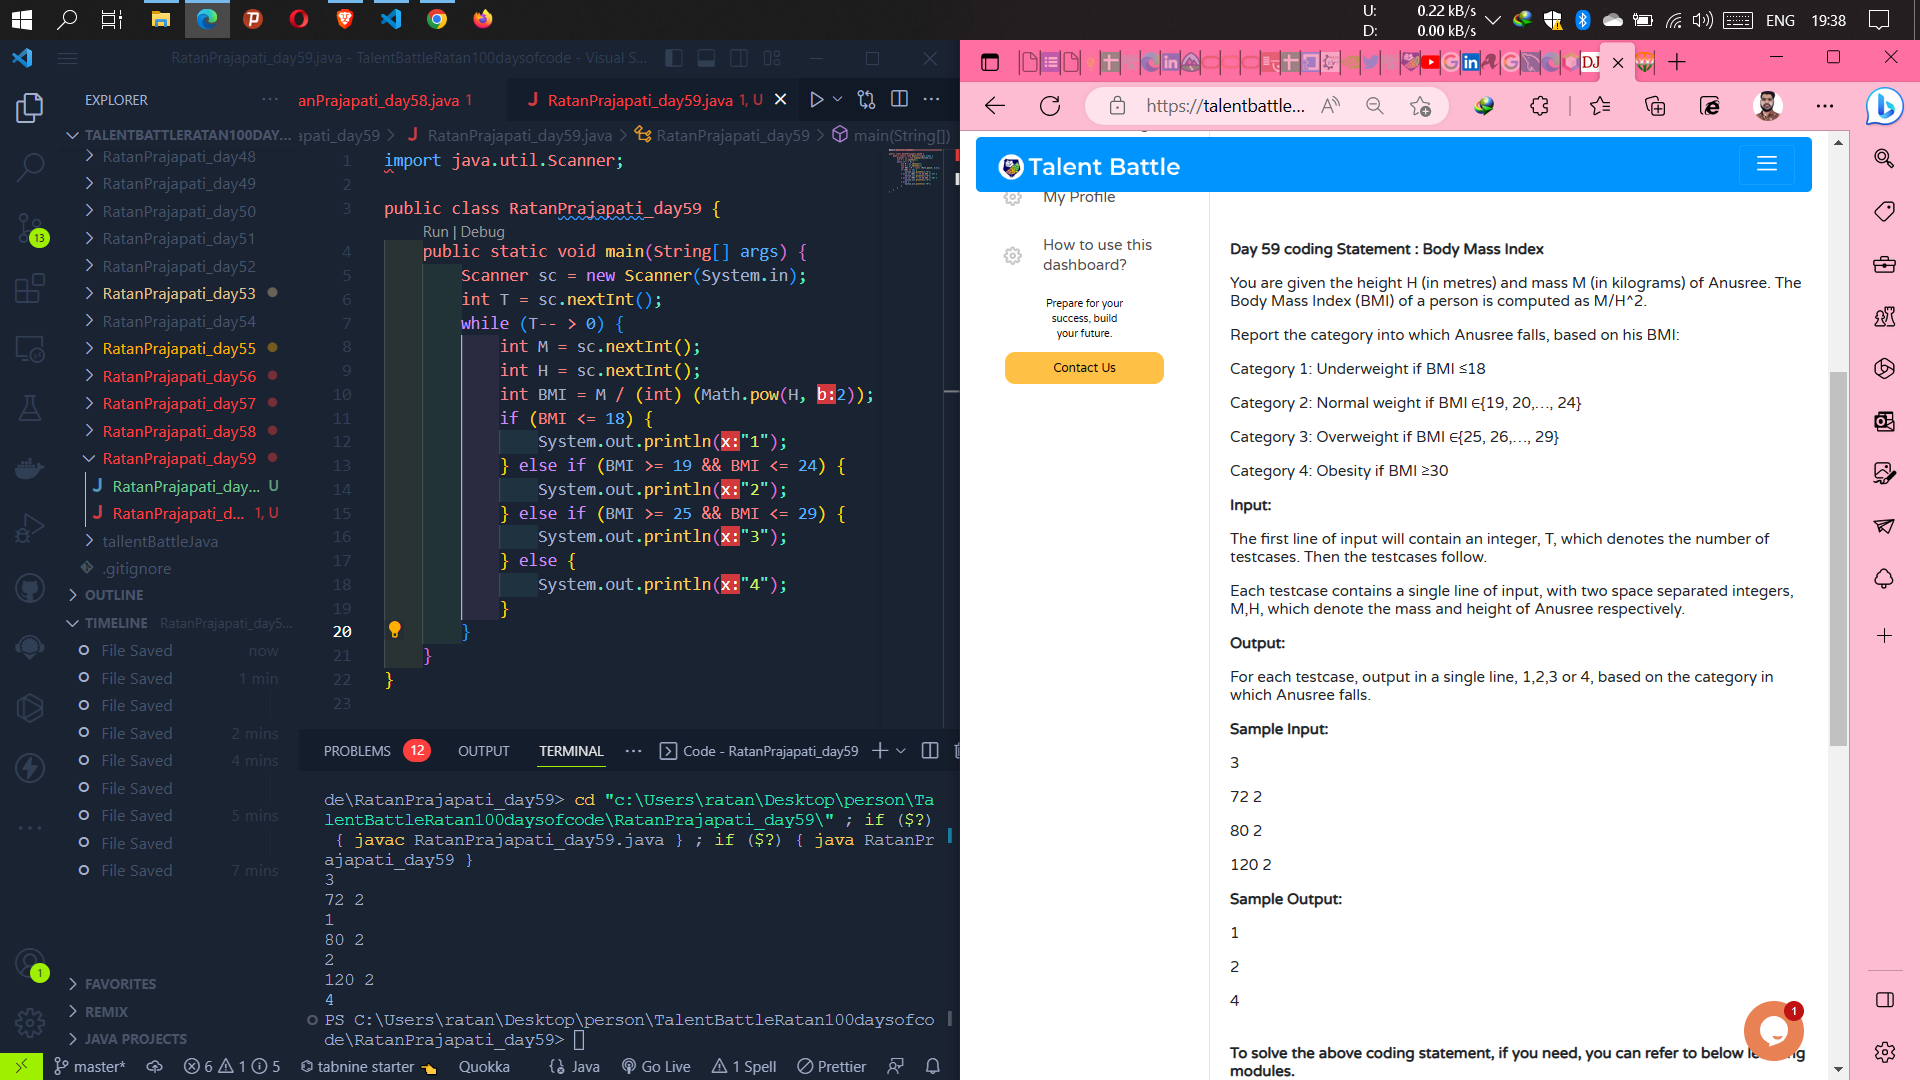 U: 0.22 kB/s
D: 0.00 kB/s
ENG 19:38
RatanPrajapati_day59.java - TalentBattleRatan100daysofcode - Visual S...
EXPLORER
anPrajapati_day58.java 1
RatanPrajapati_day59.java 1, U
TALENTBATTLERATAN100DAY...
apati_day59 > RatanPrajapati_day59.java > RatanPrajapati_day59 > main(String[])
RatanPrajapati_day48
RatanPrajapati_day49
RatanPrajapati_day50
RatanPrajapati_day51
RatanPrajapati_day52
RatanPrajapati_day53
RatanPrajapati_day54
RatanPrajapati_day55
RatanPrajapati_day56
RatanPrajapati_day57
RatanPrajapati_day58
RatanPrajapati_day59
RatanPrajapati_day... U
RatanPrajapati_d... 1, U
tallentBattleJava
.gitignore
OUTLINE
TIMELINE RatanPrajapati_day5...
File Saved now
File Saved 1 min
File Saved
File Saved 2 mins
File Saved 4 mins
File Saved
File Saved 5 mins
File Saved
File Saved 7 mins
FAVORITES
REMIX
JAVA PROJECTS
13
1
1 import java.util.Scanner;
2
3 public class RatanPrajapati_day59 {
Run | Debug
4 public static void main(String[] args) {
5 Scanner sc = new Scanner(System.in);
6 int T = sc.nextInt();
7 while (T-- > 0) {
8 int M = sc.nextInt();
9 int H = sc.nextInt();
10 int BMI = M / (int) (Math.pow(H, b:2));
11 if (BMI <= 18) {
12 System.out.println(x:"1");
13 } else if (BMI >= 19 && BMI <= 24) {
14 System.out.println(x:"2");
15 } else if (BMI >= 25 && BMI <= 29) {
16 System.out.println(x:"3");
17 } else {
18 System.out.println(x:"4");
19 }
20 }
21 }
22 }
23
PROBLEMS 12 OUTPUT TERMINAL ... Code - RatanPrajapati_day59
de\RatanPrajapati_day59> cd "c:\Users\ratan\Desktop\person\Ta
lentBattleRatan100daysofcode\RatanPrajapati_day59\" ; if ($?)
{ javac RatanPrajapati_day59.java } ; if ($?) { java RatanPr
ajapati_day59 }
3
72 2
1
80 2
2
120 2
4
PS C:\Users\ratan\Desktop\person\TalentBattleRatan100daysofco
de\RatanPrajapati_day59>
master* 6 1 5 tabnine starter Quokka Java Go Live 1 Spell Prettier
DJ
https://talentbattle...
Talent Battle
My Profile
How to use this
dashboard?
Prepare for your
success, build
your future.
Contact Us
Day 59 coding Statement : Body Mass Index
You are given the height H (in metres) and mass M (in kilograms) of Anusree. The
Body Mass Index (BMI) of a person is computed as M/H^2.
Report the category into which Anusree falls, based on his BMI:
Category 1: Underweight if BMI ≤18
Category 2: Normal weight if BMI ∈{19, 20,…, 24}
Category 3: Overweight if BMI ∈{25, 26,…, 29}
Category 4: Obesity if BMI ≥30
Input:
The first line of input will contain an integer, T, which denotes the number of
testcases. Then the testcases follow.
Each testcase contains a single line of input, with two space separated integers,
M,H, which denote the mass and height of Anusree respectively.
Output:
For each testcase, output in a single line, 1,2,3 or 4, based on the category in
which Anusree falls.
Sample Input:
3
72 2
80 2
120 2
Sample Output:
1
2
4
To solve the above coding statement, if you need, you can refer to below le ng
modules.
1